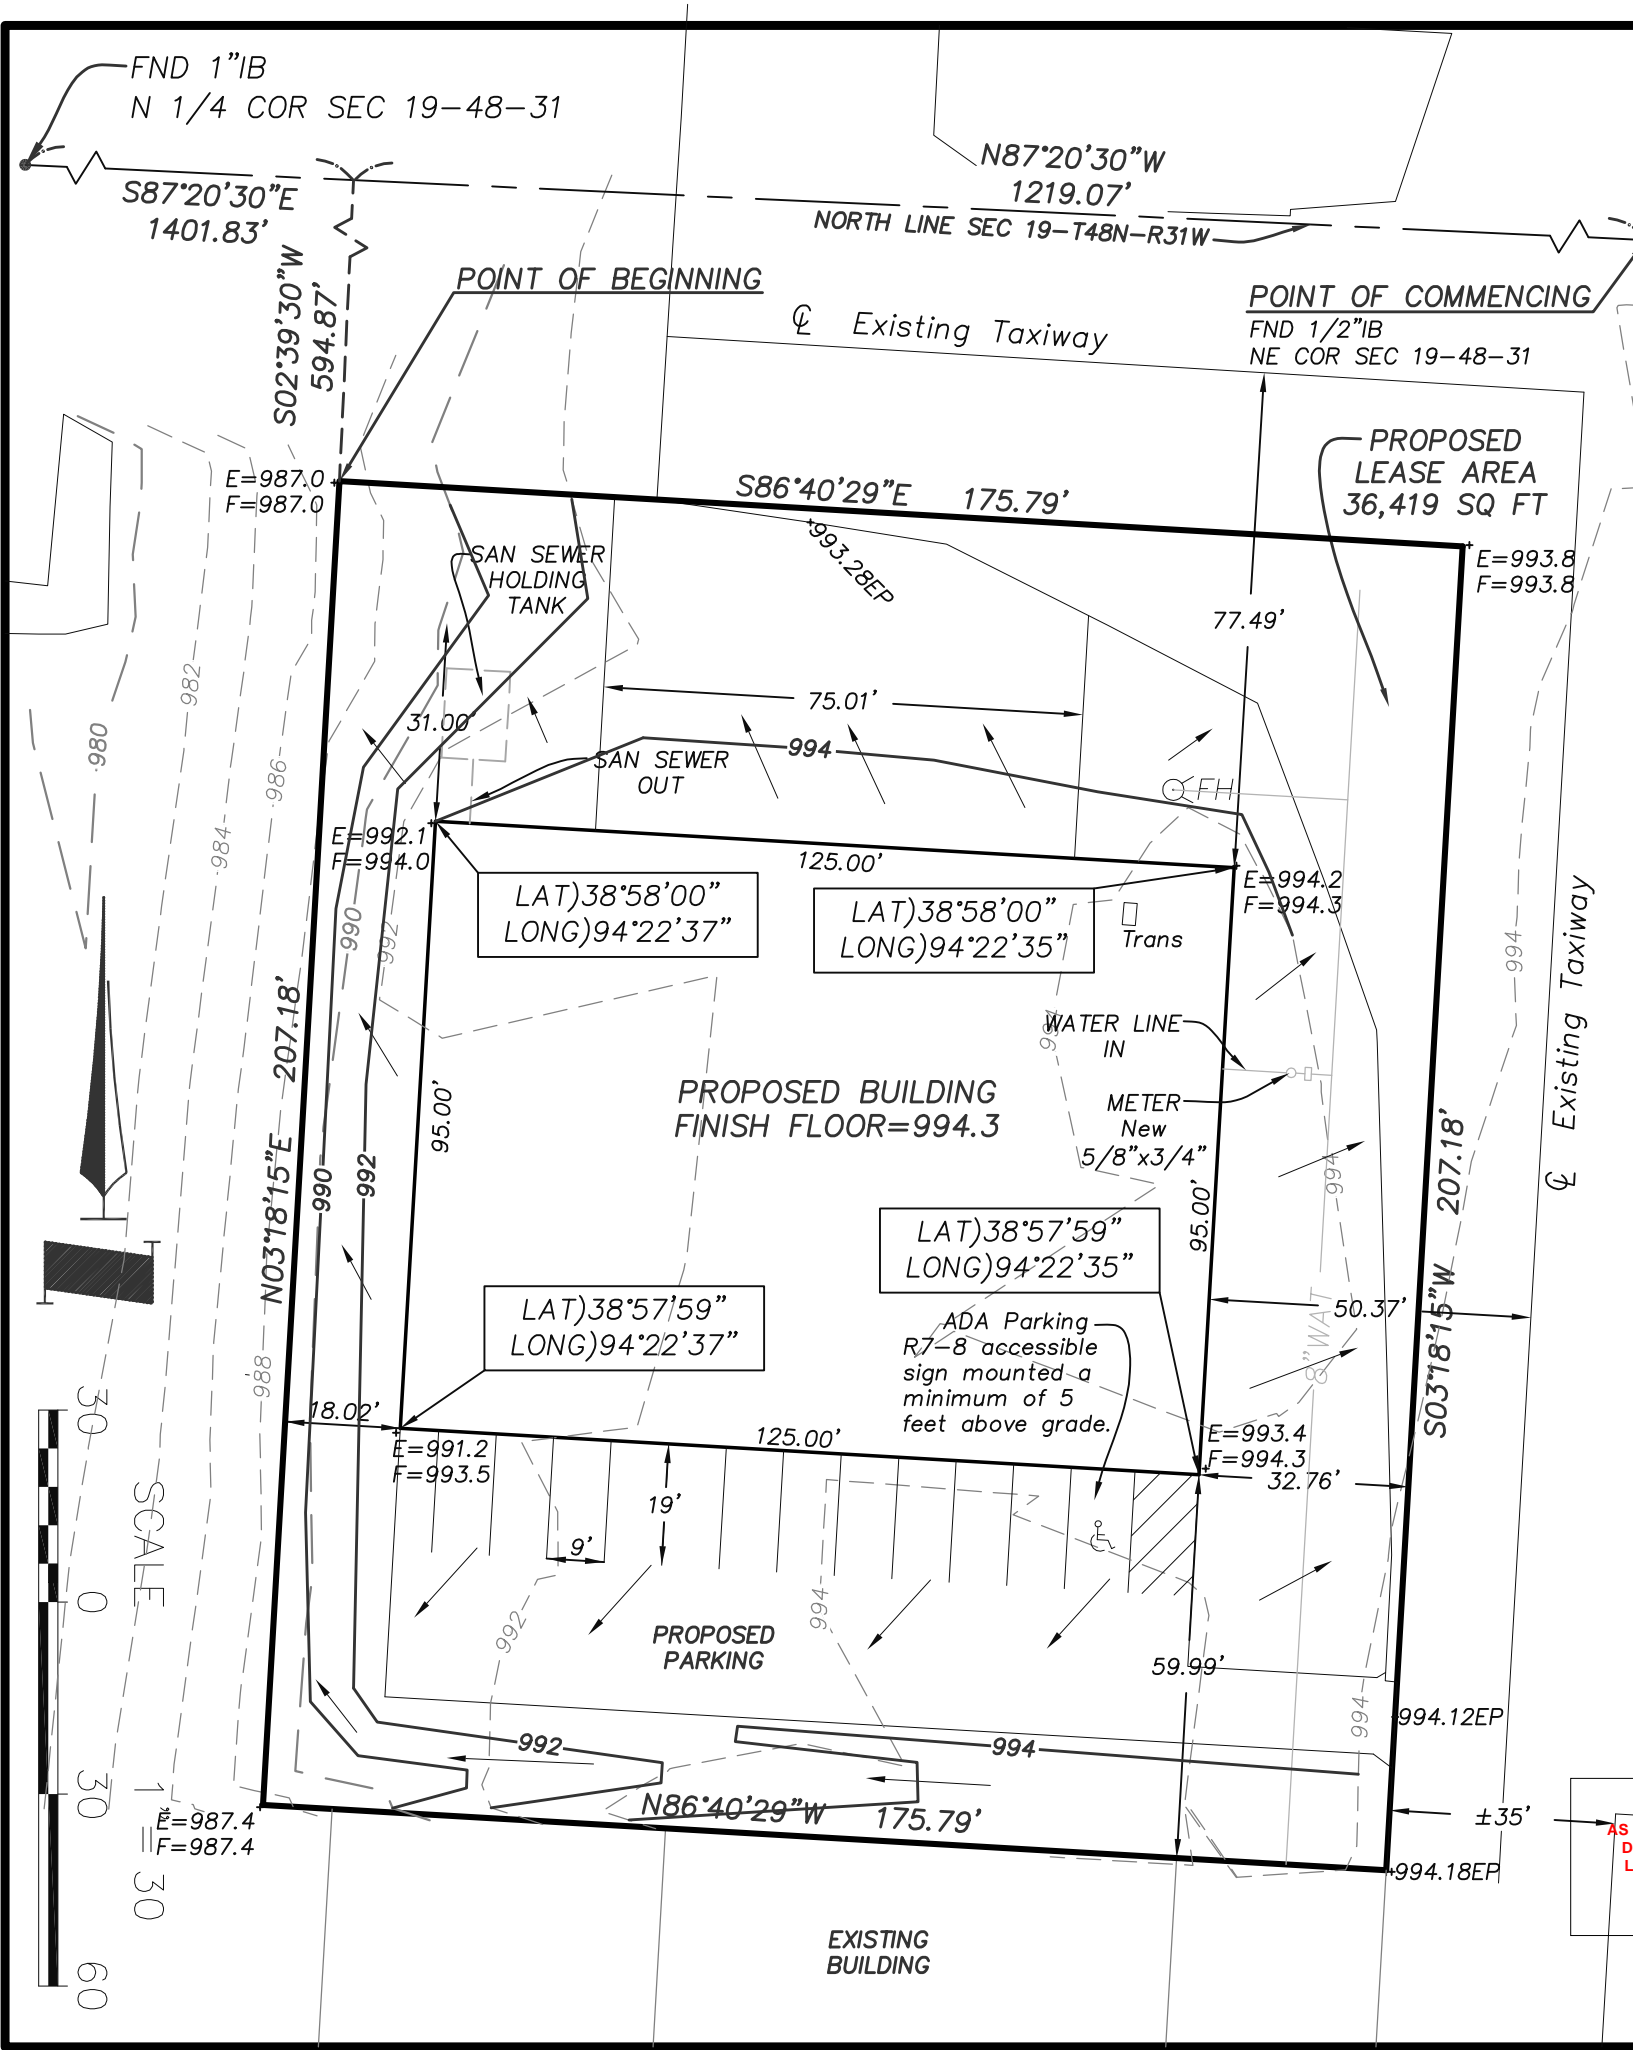 FND 1"IB
N 1/4 COR SEC 19-48-31
S87°20'30"E
1401.83'
N87°20'30"W
1219.07'
NORTH LINE SEC 19-T48N-R31W
S02°39'30"W
594.87'
POINT OF BEGINNING
POINT OF COMMENCING
FND 1/2"IB
NE COR SEC 19-48-31
℄ Existing Taxiway
PROPOSED
LEASE AREA
36,419 SQ FT
E=987.0
F=987.0
S86°40'29"E 175.79'
993.28EP
E=993.8
F=993.8
SAN SEWER
HOLDING
TANK
77.49'
31.00'
75.01'
994
SAN SEWER
OUT
FH
982
980
986
984
E=992.1
F=994.0
125.00'
E=994.2
F=994.3
LAT)38°58'00"
LONG)94°22'37"
LAT)38°58'00"
LONG)94°22'35"
Trans
990
992
994
994
℄ Existing Taxiway
WATER LINE
IN
METER
New
5/8"x3/4"
PROPOSED BUILDING
FINISH FLOOR=994.3
95.00'
95.00'
N03°18'15"E 207.18'
S03°18'15"W 207.18'
990
992
994
LAT)38°57'59"
LONG)94°22'35"
LAT)38°57'59"
LONG)94°22'37"
ADA Parking
R7-8 accessible
sign mounted a
minimum of 5
feet above grade.
50.37'
8"WAT
988
18.02'
E=991.2
F=993.5
125.00'
E=993.4
F=994.3
32.76'
19'
9'
992
994
PROPOSED
PARKING
59.99'
994
994.12EP
992
994
N86°40'29"W 175.79'
E=987.4
F=987.4
±35'
994.18EP
EXISTING
BUILDING
30
0
30
60
SCALE 1"=30
AS
D
L